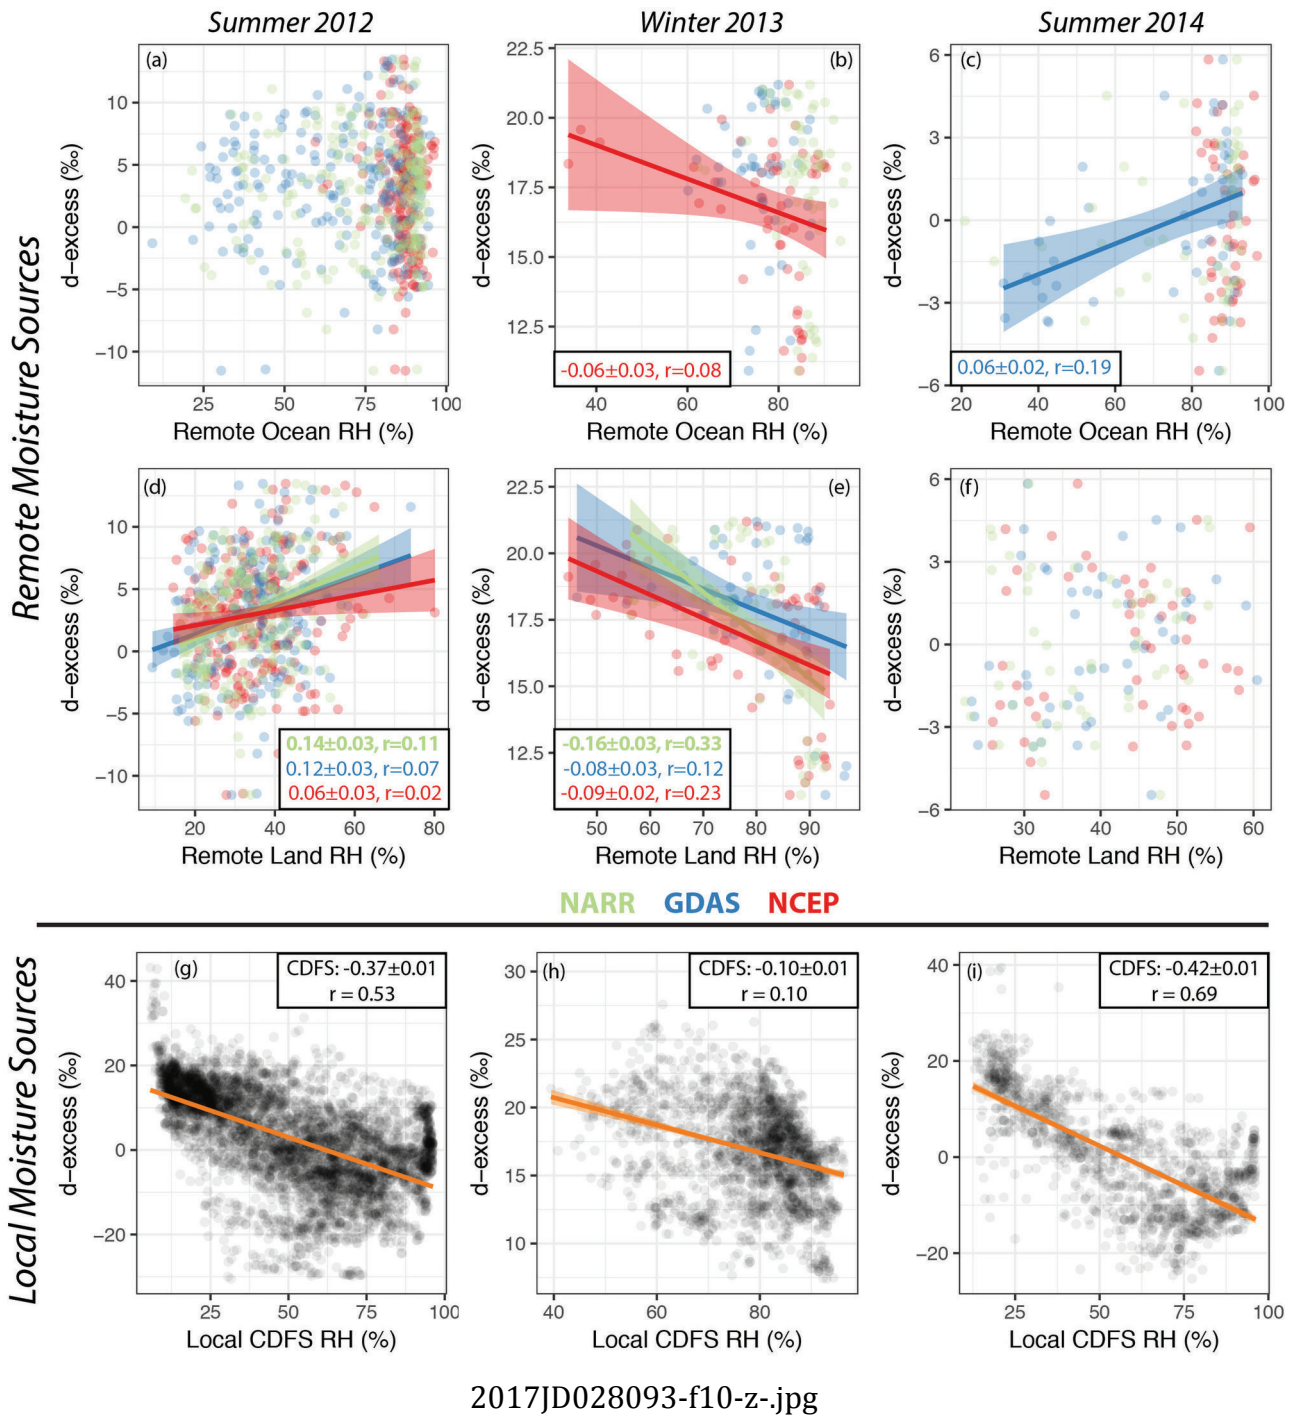 Summer 2012
Winter 2013
Summer 2014
Remote Moisture Sources
(a)
d−excess (‰)
10
5
0
−5
−10
25
50
75
100
Remote Ocean RH (%)
(b)
d−excess (‰)
22.5
20.0
17.5
15.0
12.5
-0.06±0.03, r=0.08
40
60
80
Remote Ocean RH (%)
(c)
d−excess (‰)
6
3
0
−3
−6
0.06±0.02, r=0.19
20
40
60
80
100
Remote Ocean RH (%)
(d)
d−excess (‰)
10
5
0
−5
−10
0.14±0.03, r=0.11
0.12±0.03, r=0.07
0.06±0.03, r=0.02
20
40
60
80
Remote Land RH (%)
(e)
d−excess (‰)
22.5
20.0
17.5
15.0
12.5
-0.16±0.03, r=0.33
-0.08±0.03, r=0.12
-0.09±0.02, r=0.23
50
60
70
80
90
Remote Land RH (%)
(f)
d−excess (‰)
6
3
0
−3
−6
30
40
50
60
Remote Land RH (%)
NARR GDAS NCEP
Local Moisture Sources
(g)
CDFS: -0.37±0.01
r = 0.53
d−excess (‰)
40
20
0
−20
25
50
75
100
Local CDFS RH (%)
(h)
CDFS: -0.10±0.01
r = 0.10
d−excess (‰)
30
25
20
15
10
40
60
80
Local CDFS RH (%)
(i)
CDFS: -0.42±0.01
r = 0.69
d−excess (‰)
40
20
0
−20
25
50
75
100
Local CDFS RH (%)
2017JD028093-f10-z-.jpg